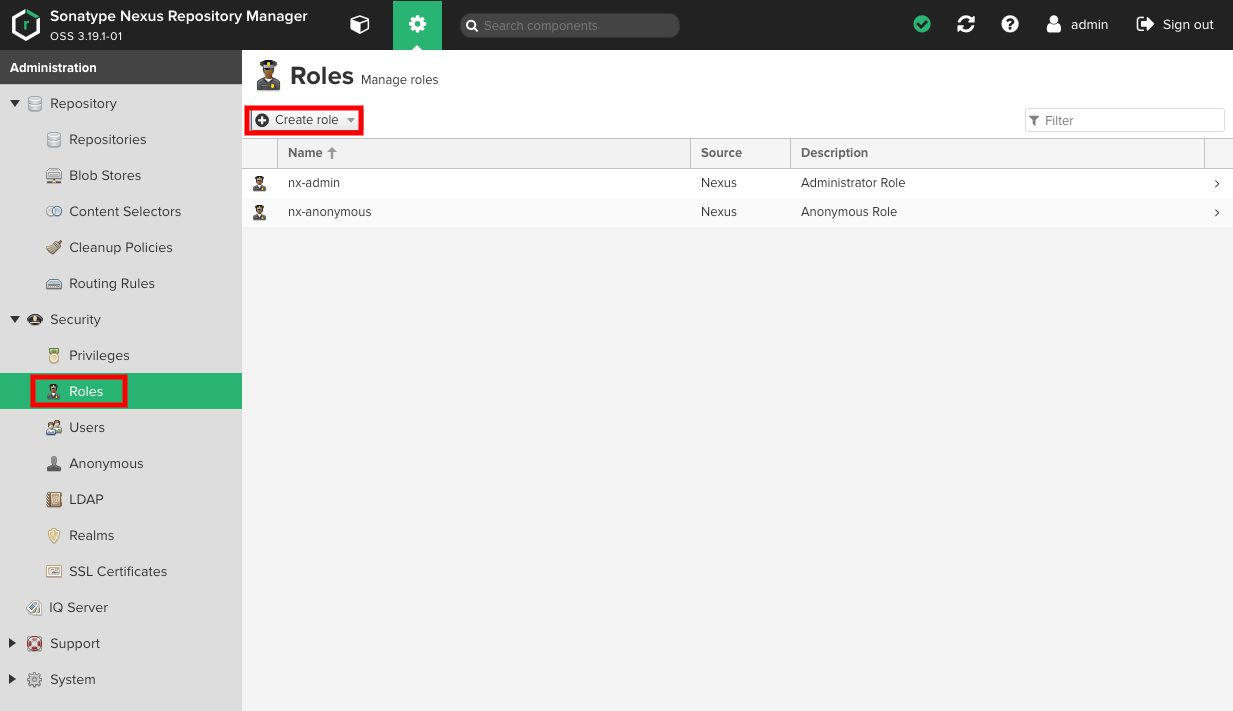 Sonatype Nexus Repository Manager
OSS 3.19.1-01
Search components
admin
Sign out
Administration
Repository
Repositories
Blob Stores
Content Selectors
Cleanup Policies
Routing Rules
Security
Privileges
Roles
Users
Anonymous
LDAP
Realms
SSL Certificates
IQ Server
Support
System
Roles Manage roles
Create role
Filter
Name Source Description
nx-admin Nexus Administrator Role
nx-anonymous Nexus Anonymous Role